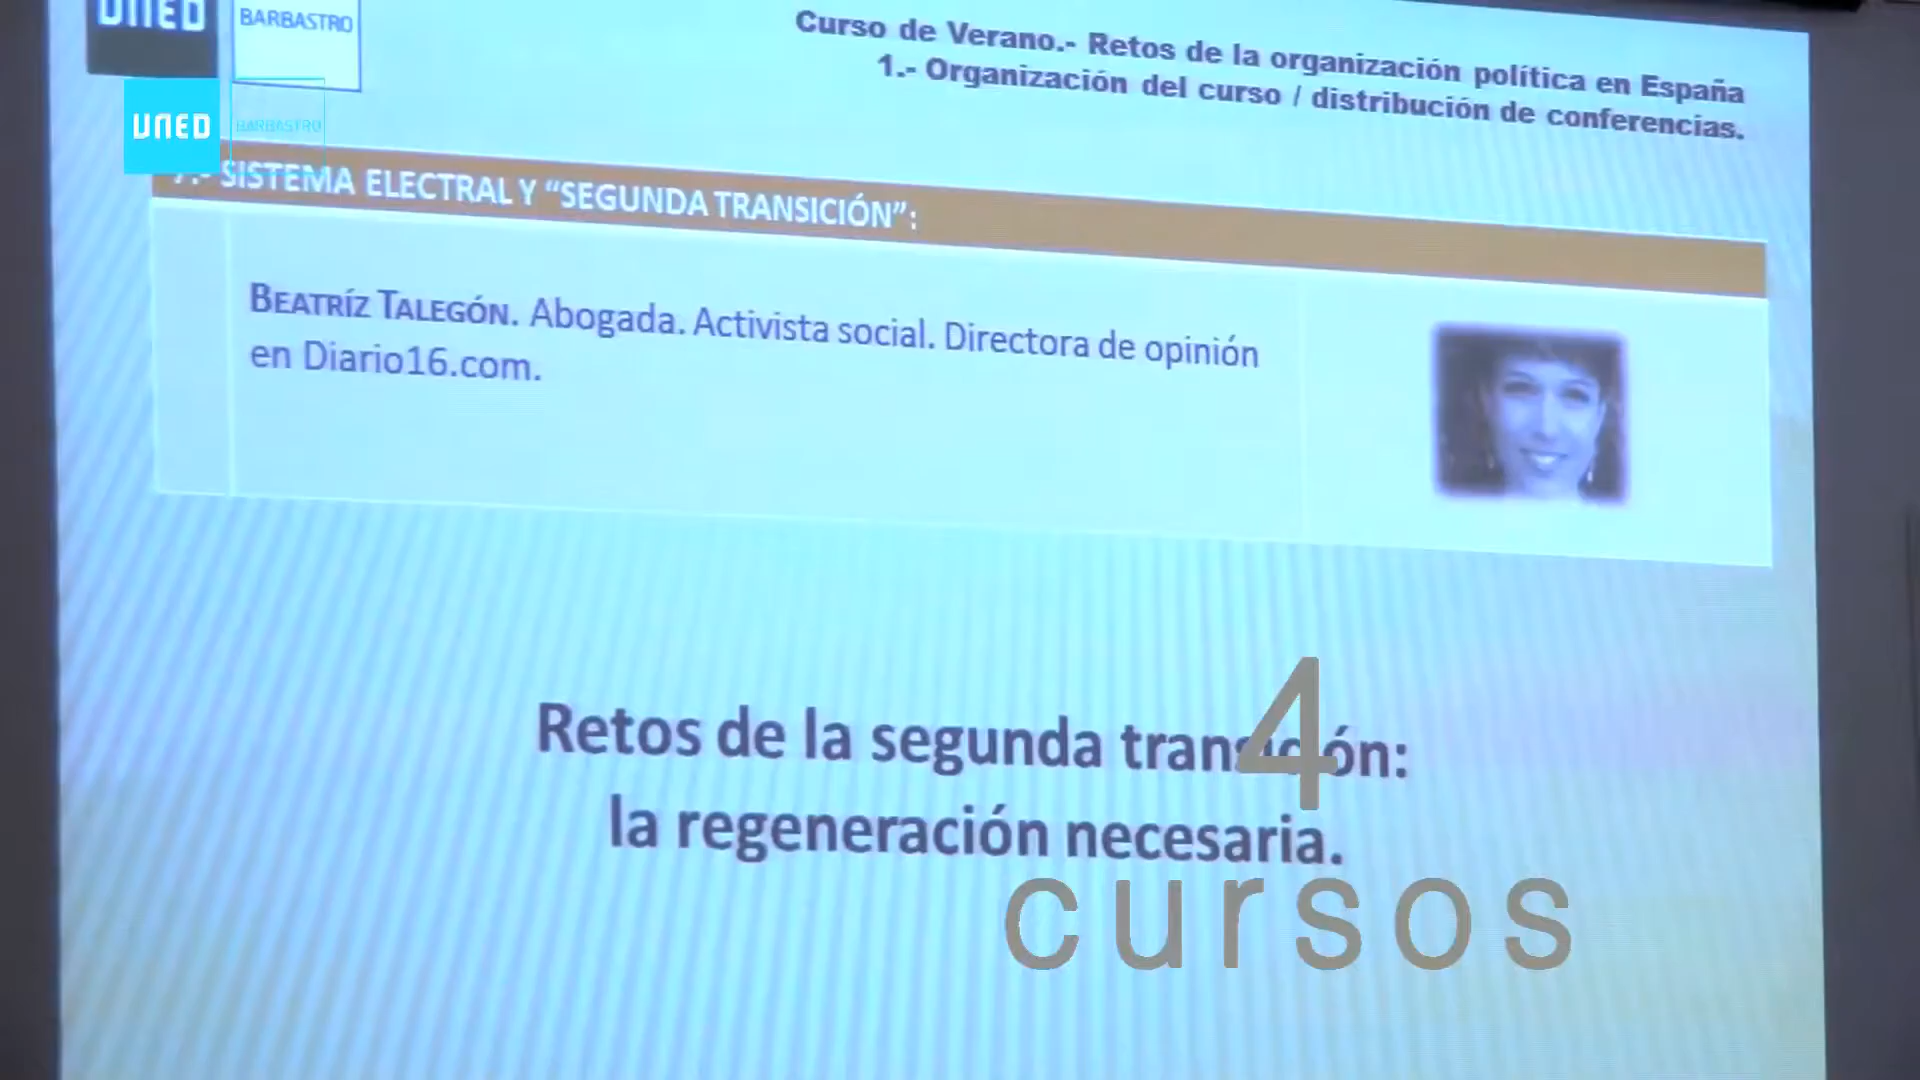 UNED
BARBASTRO
Curso de Verano.- Retos de la organización política en España
1.- Organización del curso / distribución de conferencias.
UNED
BARBASTRO
7.- SISTEMA ELECTRAL Y “SEGUNDA TRANSICIÓN”:
BEATRÍZ TALEGÓN. Abogada. Activista social. Directora de opinión
en Diario16.com.
Retos de la segunda transición:
la regeneración necesaria.
4
cursos